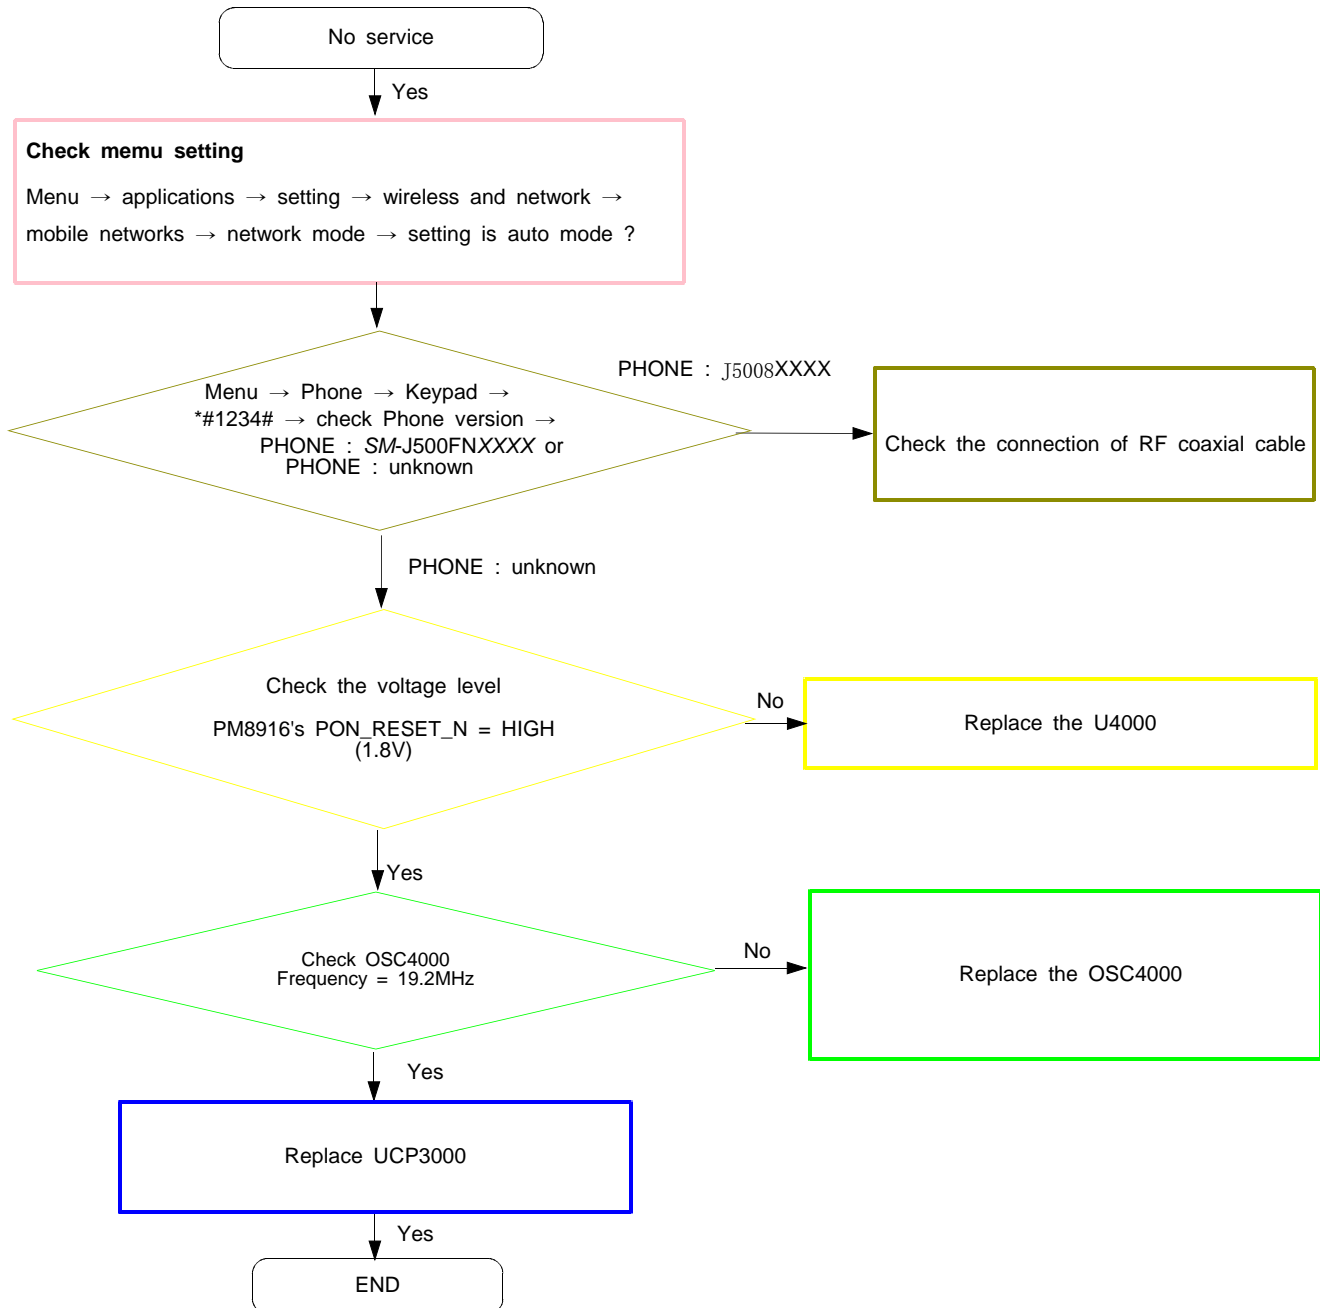 No service
Yes
Check memu setting
Menu → applications → setting → wireless and network →
mobile networks → network mode → setting is auto mode ?
PHONE : J5008XXXX
Menu → Phone → Keypad →
*#1234# → check Phone version →
PHONE : SM-J500FNXXXX or
PHONE : unknown
Check the connection of RF coaxial cable
PHONE : unknown
Check the voltage level
PM8916's PON_RESET_N = HIGH
(1.8V)
No
Replace the U4000
Yes
Check OSC4000
Frequency = 19.2MHz
No
Replace the OSC4000
Yes
Replace UCP3000
Yes
END